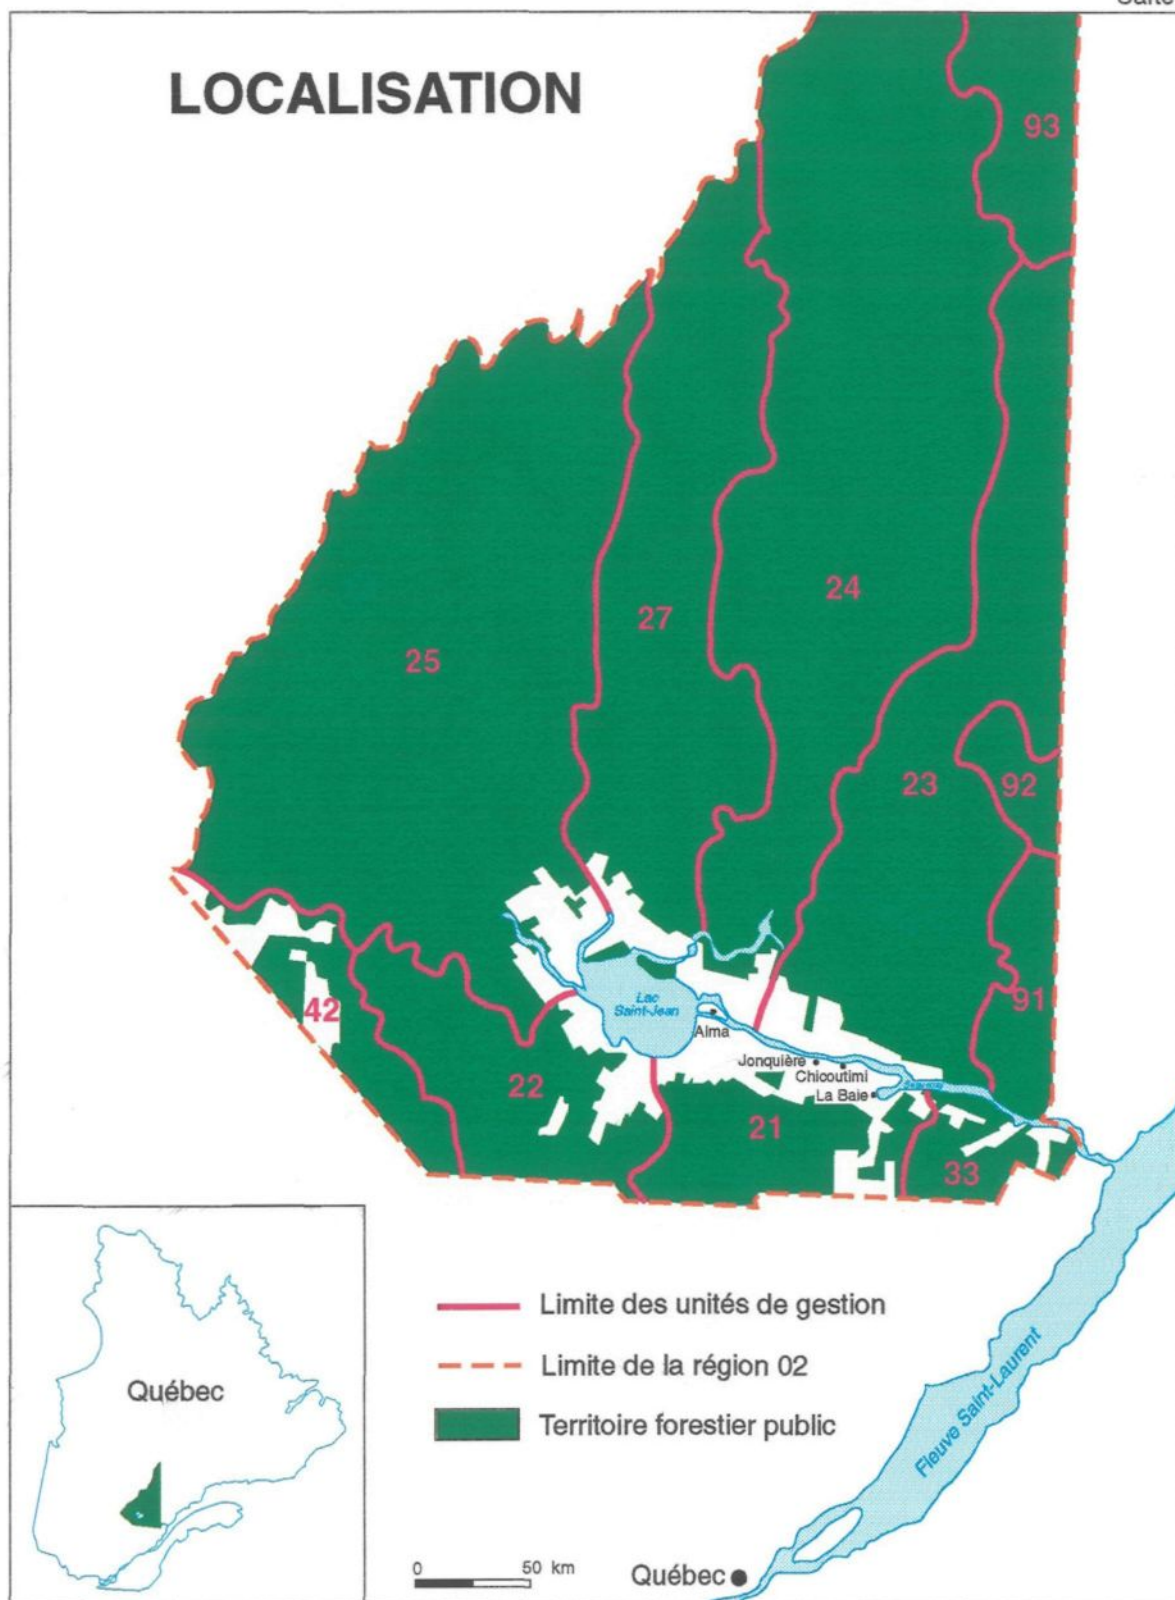 LOCALISATION
93
24
27
25
23
92
91
42
Lac
Saint-Jean
Alma
Jonquière
Chicoutimi
La Baie
22
21
33
Limite des unités de gestion
Limite de la région 02
Territoire forestier public
Québec
Fleuve Saint-Laurent
0 50 km
Québec